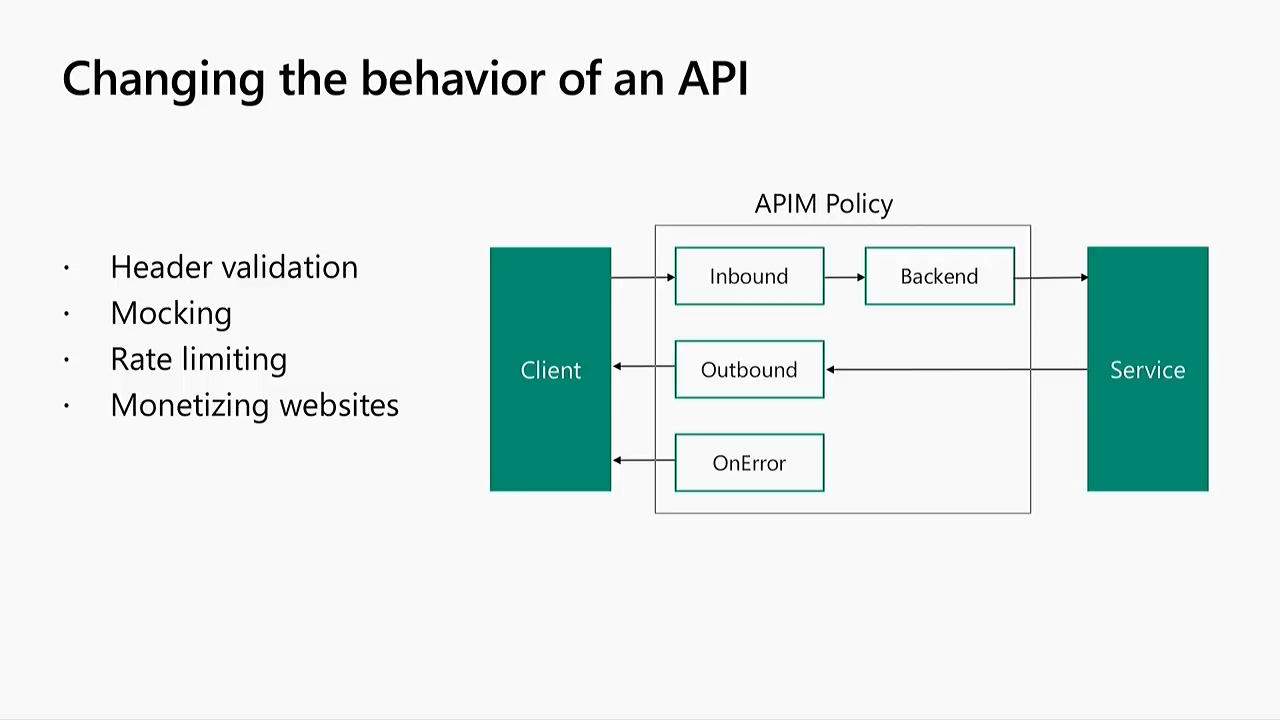 Changing the behavior of an API
· Header validation
· Mocking
· Rate limiting
· Monetizing websites
APIM Policy
Inbound
Backend
Client
Outbound
Service
OnError